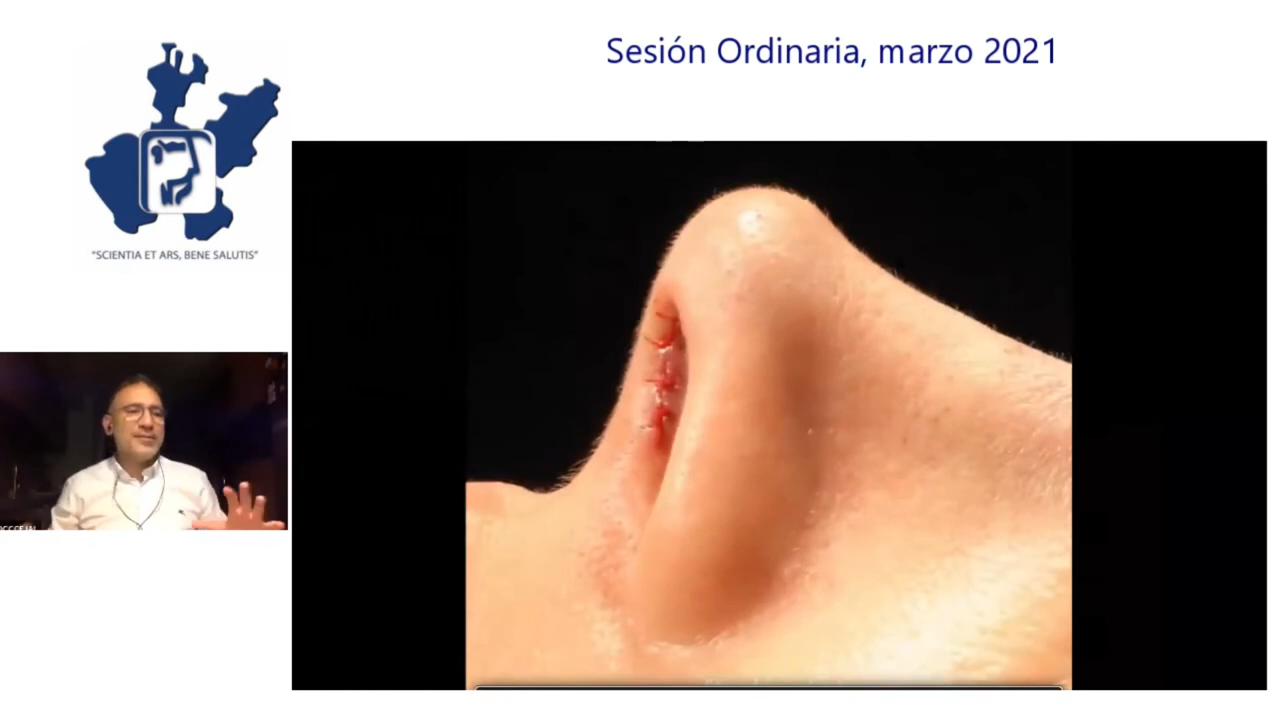 Sesión Ordinaria, marzo 2021
"SCIENTIA ET ARS, BENE SALUTIS"